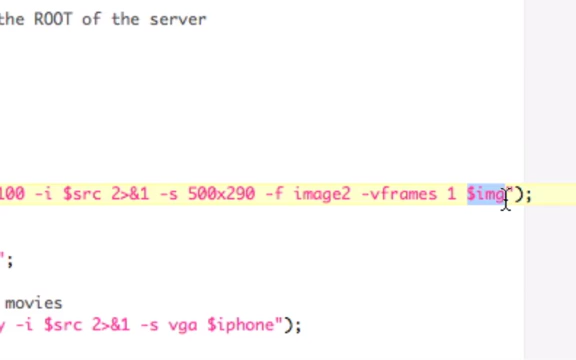 the ROOT of the server
100 -i $src 2>&1 -s 500x290 -f image2 -vframes 1 $img");
";
movies
y -i $src 2>&1 -s vga $iphone");